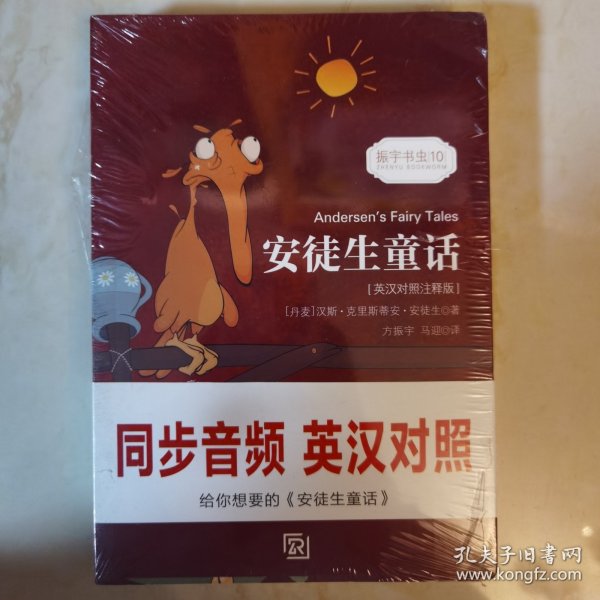 振宇书虫 10
ZHENYU BOOKWORM
Andersen's Fairy Tales
安徒生童话
[英汉对照注释版]
[丹麦]汉斯·克里斯蒂安·安徒生◎著
方振宇 马迎◎译
同步音频 英汉对照
给你想要的《安徒生童话》
孔夫子旧书网
www.kongfz.com